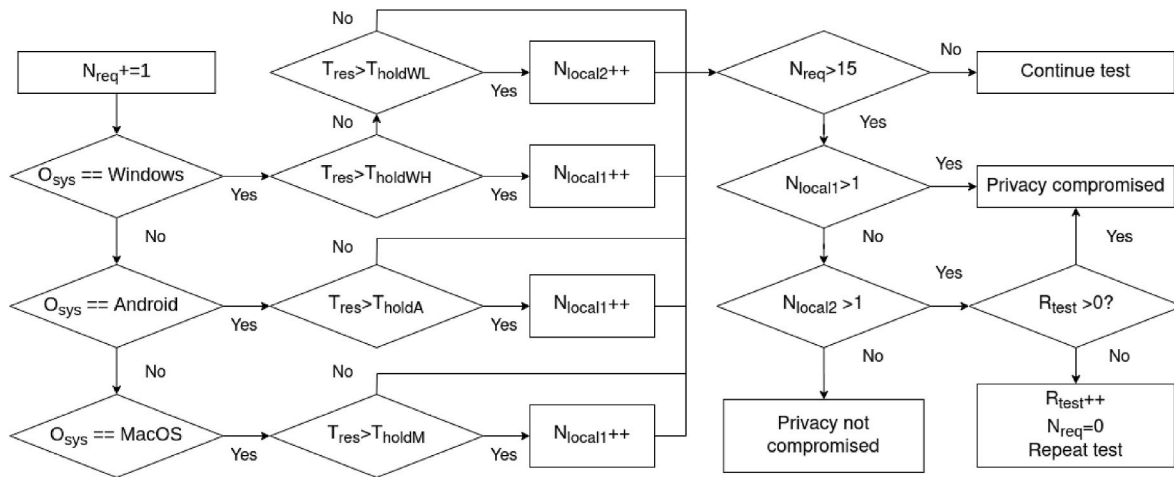 N_req+=1
O_sys == Windows
Yes
No
O_sys == Android
Yes
No
O_sys == MacOS
Yes
No
T_res>T_holdWL
Yes
N_local2++
No
T_res>T_holdWH
Yes
N_local1++
No
T_res>T_holdA
Yes
N_local1++
No
T_res>T_holdM
Yes
N_local1++
N_req>15
No
Continue test
Yes
N_local1>1
Yes
Privacy compromised
No
N_local2 >1
Yes
R_test >0?
Yes
No
Privacy not
compromised
No
R_test++
N_req=0
Repeat test